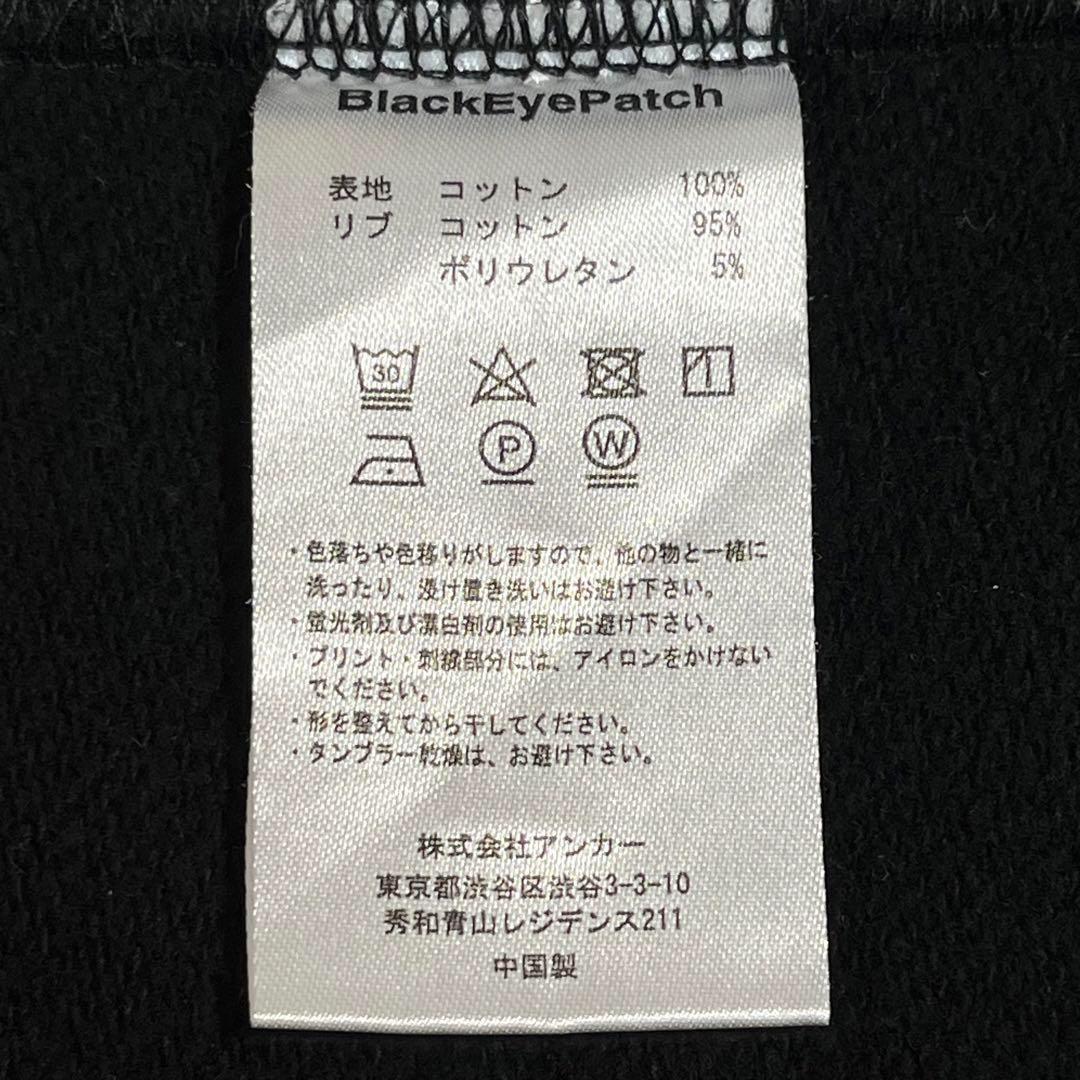 BlackEyePatch
表地 コットン 100%
リブ コットン 95%
ポリウレタン 5%
30
P W
・色落ちや色移りがしますので、他の物と一緒に
洗ったり、浸け置き洗いはお避け下さい。
・蛍光剤及び漂白剤の使用はお避け下さい。
・プリント・刺繍部分には、アイロンをかけない
でください。
・形を整えてから干してください。
・タンブラー乾燥は、お避け下さい。
株式会社アンカー
東京都渋谷区渋谷3-3-10
秀和青山レジデンス211
中国製